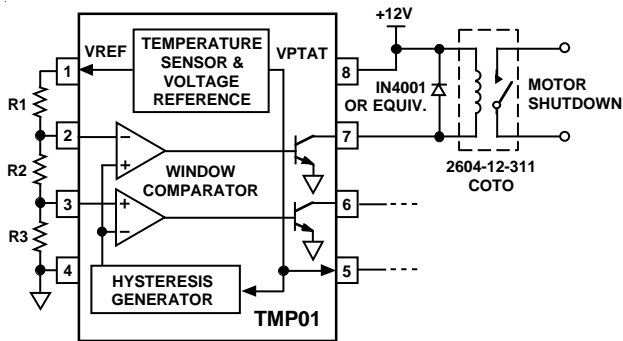 +12V
TEMPERATURE
SENSOR &
VOLTAGE
REFERENCE
VREF
VPTAT
1
8
R1
IN4001
OR EQUIV.
MOTOR
SHUTDOWN
2
7
−
+
WINDOW
COMPARATOR
2604-12-311
COTO
R2
3
6
+
−
R3
4
5
HYSTERESIS
GENERATOR
TMP01